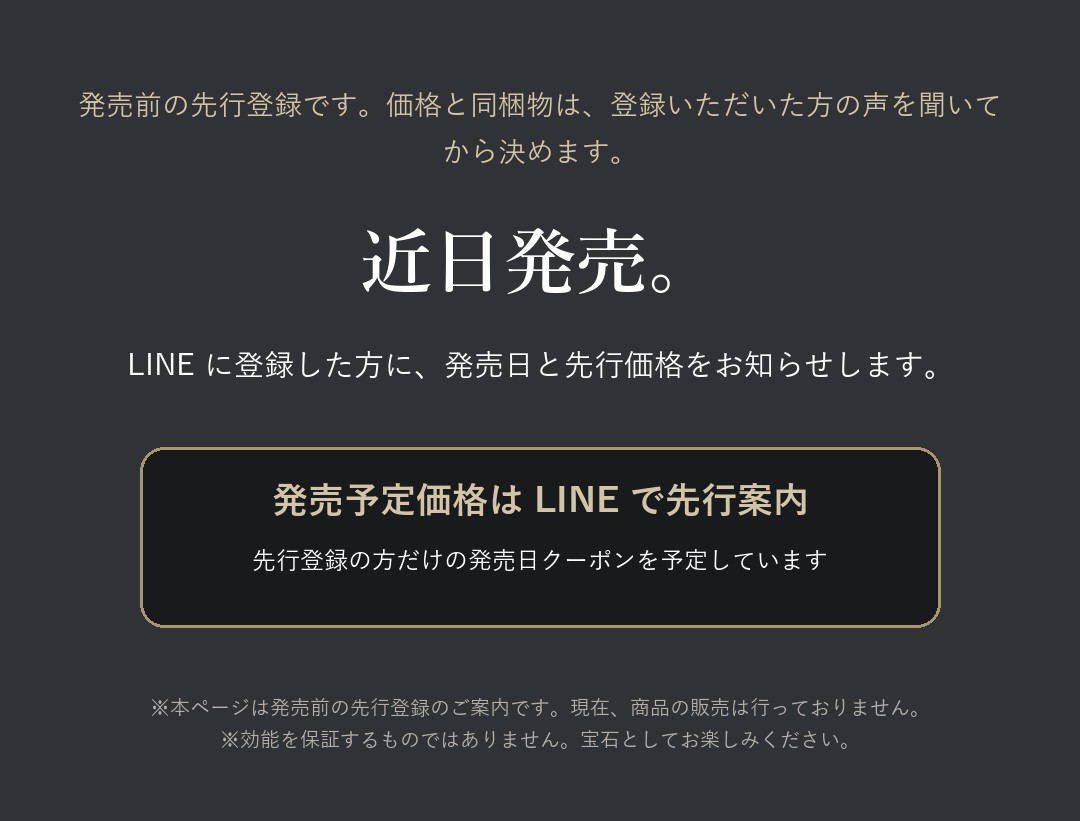 発売前の先行登録です。価格と同梱物は、登録いただいた方の声を聞いて
から決めます。
近日発売。
LINE に登録した方に、発売日と先行価格をお知らせします。
発売予定価格は LINE で先行案内
先行登録の方だけの発売日クーポンを予定しています
※本ページは発売前の先行登録のご案内です。現在、商品の販売は行っておりません。
※効能を保証するものではありません。宝石としてお楽しみください。